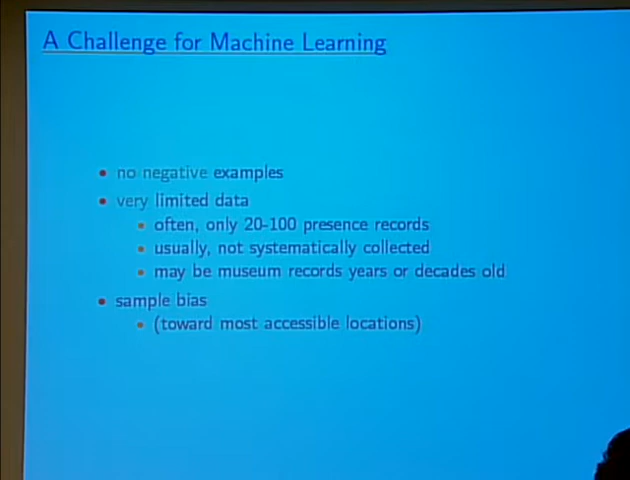 A Challenge for Machine Learning
• no negative examples
• very limited data
• often, only 20-100 presence records
• usually, not systematically collected
• may be museum records years or decades old
• sample bias
• (toward most accessible locations)